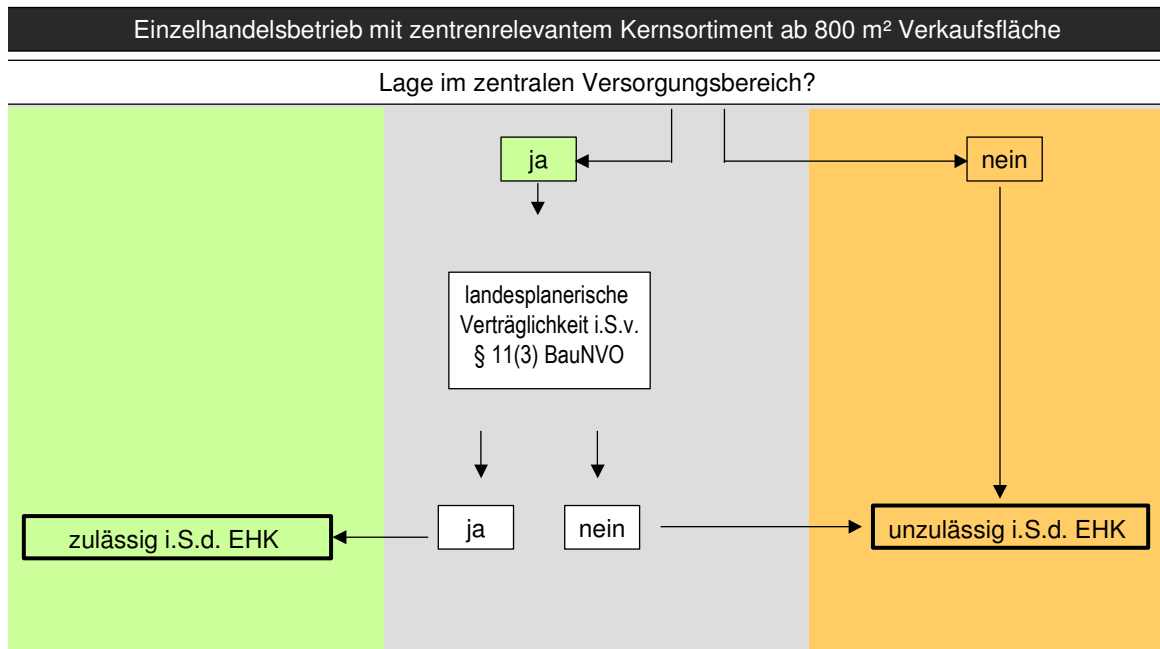 Einzelhandelsbetrieb mit zentrenrelevantem Kernsortiment ab 800 m² Verkaufsfläche
Lage im zentralen Versorgungsbereich?
ja
nein
landesplanerische
Verträglichkeit i.S.v.
§ 11(3) BauNVO
zulässig i.S.d. EHK
ja
nein
unzulässig i.S.d. EHK